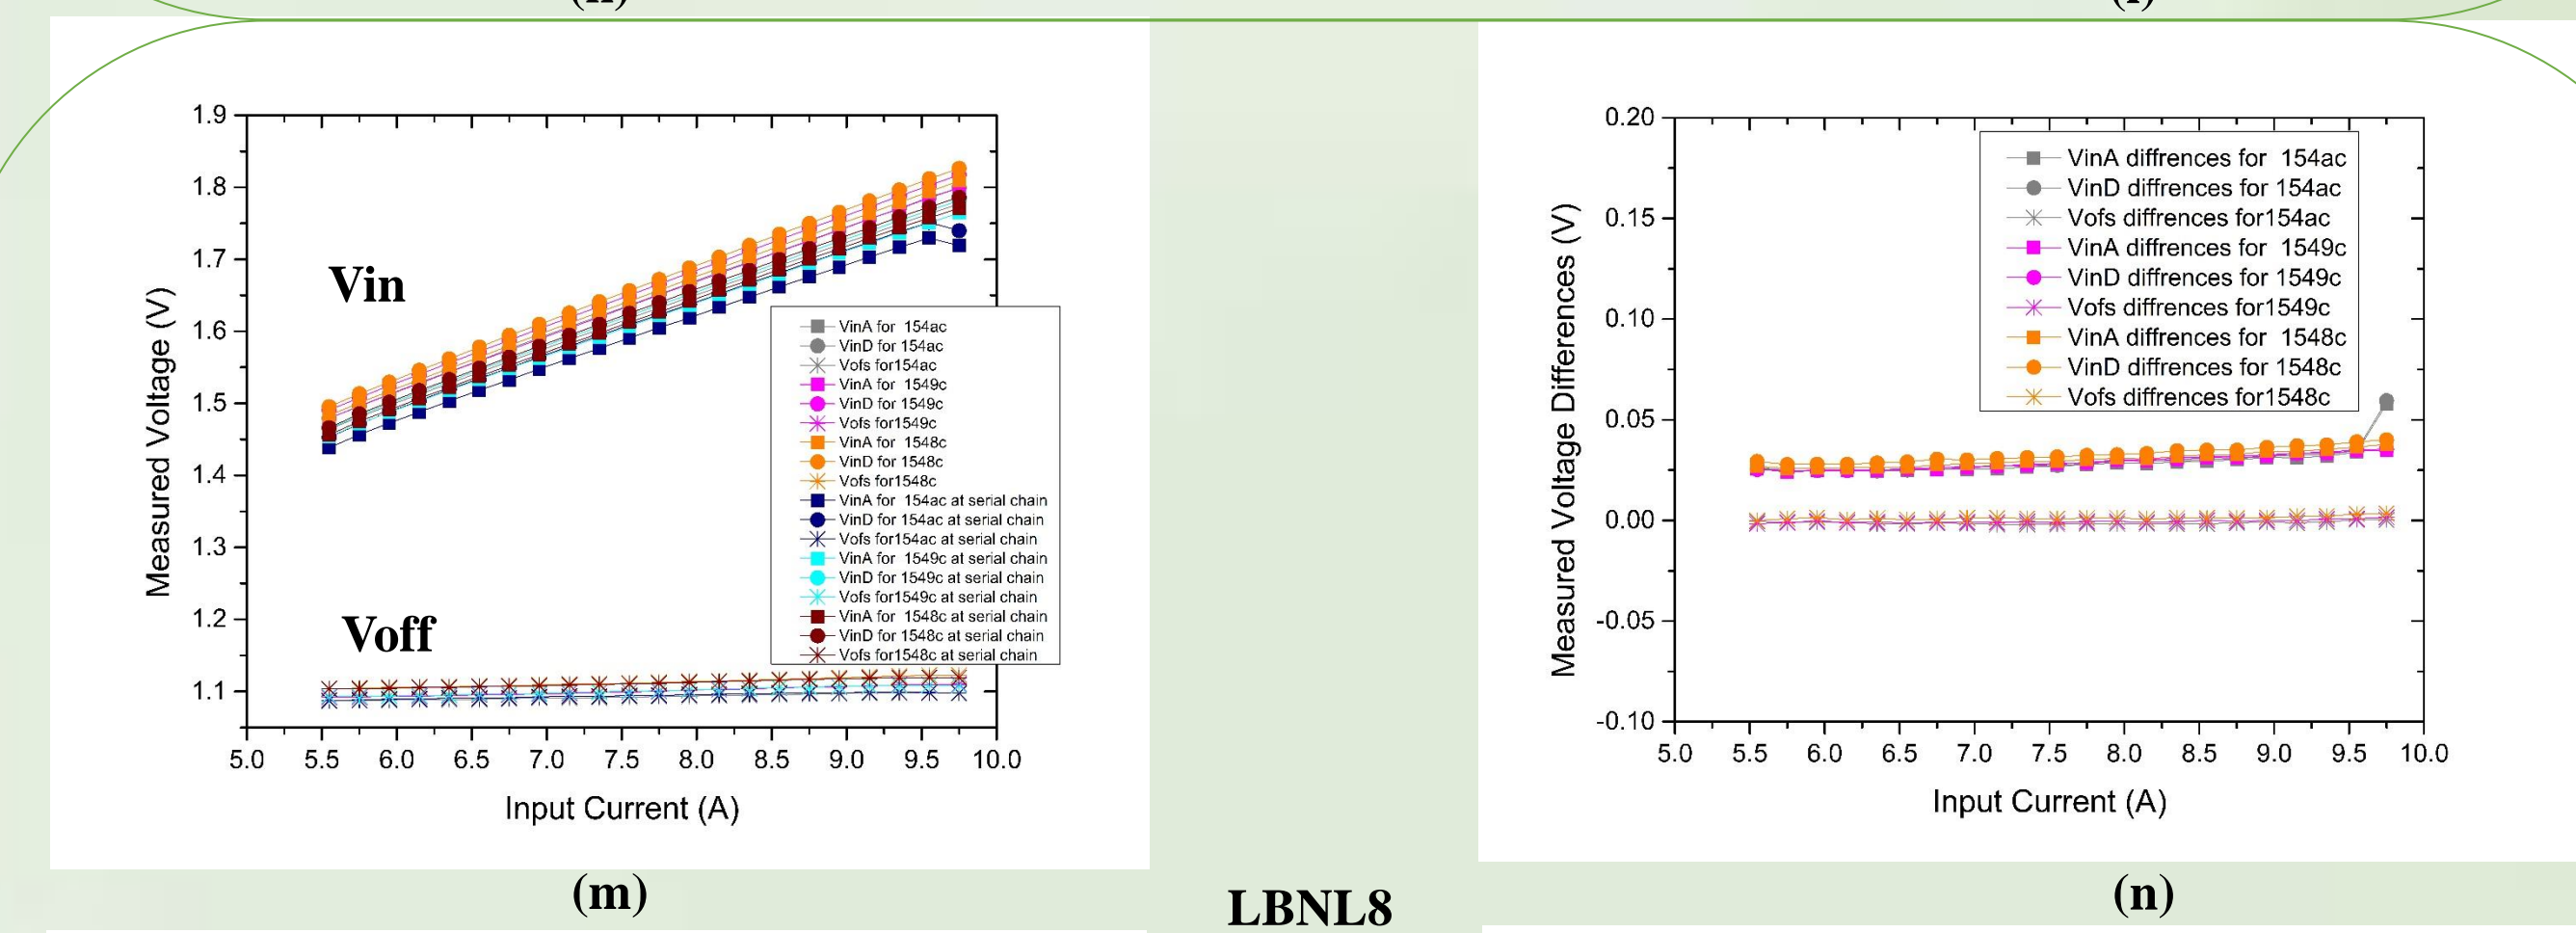 1.9
1.8
1.7
1.6
1.5
1.4
1.3
1.2
1.1
Measured Voltage (V)
Vin
Voff
VinA for 154ac
VinD for 154ac
Vofs for154ac
VinA for 1549c
VinD for 1549c
Vofs for1549c
VinA for 1548c
VinD for 1548c
Vofs for1548c
VinA for 154ac at serial chain
VinD for 154ac at serial chain
Vofs for154ac at serial chain
VinA for 1549c at serial chain
VinD for 1549c at serial chain
Vofs for1549c at serial chain
VinA for 1548c at serial chain
VinD for 1548c at serial chain
Vofs for1548c at serial chain
5.0 5.5 6.0 6.5 7.0 7.5 8.0 8.5 9.0 9.5 10.0
Input Current (A)
(m)
0.20
0.15
0.10
0.05
0.00
-0.05
-0.10
Measured Voltage Differences (V)
VinA diffrences for 154ac
VinD diffrences for 154ac
Vofs diffrences for154ac
VinA diffrences for 1549c
VinD diffrences for 1549c
Vofs diffrences for1549c
VinA diffrences for 1548c
VinD diffrences for 1548c
Vofs diffrences for1548c
5.0 5.5 6.0 6.5 7.0 7.5 8.0 8.5 9.0 9.5 10.0
Input Current (A)
(n)
LBNL8